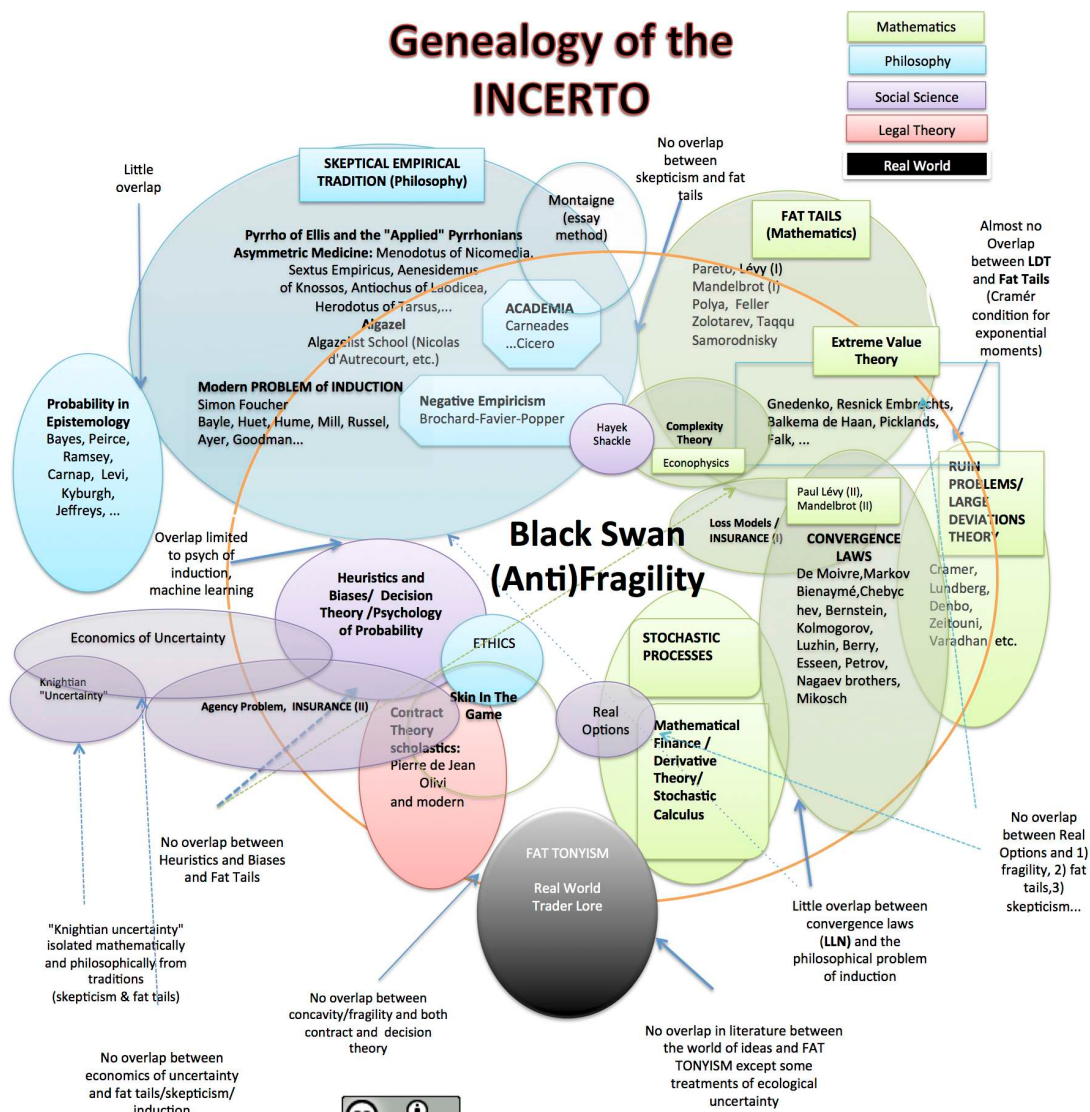 Genealogy of the
INCERTO
Mathematics
Philosophy
Social Science
Legal Theory
Real World
Little
overlap
SKEPTICAL EMPIRICAL
TRADITION (Philosophy)
Montaigne
(essay
method)
No overlap
between
skepticism and fat
tails
FAT TAILS
(Mathematics)
Almost no
Overlap
between LDT
and Fat Tails
(Cramér
condition for
exponential
moments)
Pyrrho of Ellis and the "Applied" Pyrrhonians
Asymmetric Medicine: Menodotus of Nicomedia,
Sextus Empiricus, Aenesidemus
of Knossos, Antiochus of Laodicea,
Herodotus of Tarsus,...
Algazel
Algazelist School (Nicolas
d'Autrecourt, etc.)
ACADEMIA
Carneades
...Cicero
Pareto, Lévy (I)
Mandelbrot (I)
Polya, Feller
Zolotarev, Taqqu
Samorodnisky
Extreme Value
Theory
Gnedenko, Resnick Embrechts,
Balkema de Haan, Picklands,
Falk, ...
Modern PROBLEM of INDUCTION
Simon Foucher
Bayle, Huet, Hume, Mill, Russel,
Ayer, Goodman...
Negative Empiricism
Brochard-Favier-Popper
Hayek
Shackle
Complexity
Theory
Econophysics
Probability in
Epistemology
Bayes, Peirce,
Ramsey,
Carnap, Levi,
Kyburgh,
Jeffreys, ...
RUIN
PROBLEMS/
LARGE
DEVIATIONS
THEORY
Cramer,
Lundberg,
Denbo,
Zeitouni,
Varadhan, etc.
Paul Lévy (II),
Mandelbrot (II)
Loss Models /
INSURANCE (I)
CONVERGENCE
LAWS
De Moivre,Markov
Bienaymé,Chebyc
hev, Bernstein,
Kolmogorov,
Luzhin, Berry,
Esseen, Petrov,
Nagaev brothers,
Mikosch
Black Swan
(Anti)Fragility
Overlap limited
to psych of
induction,
machine learning
Heuristics and
Biases/ Decision
Theory /Psychology
of Probability
Economics of Uncertainty
Knightian
"Uncertainty"
Agency Problem, INSURANCE (II)
ETHICS
Skin In The
Game
Contract
Theory
scholastics:
Pierre de Jean
Olivi
and modern
Real
Options
STOCHASTIC
PROCESSES
Mathematical
Finance /
Derivative
Theory/
Stochastic
Calculus
FAT TONYISM
Real World
Trader Lore
No overlap between
Heuristics and Biases
and Fat Tails
No overlap
between Real
Options and 1)
fragility, 2) fat
tails,3)
skepticism...
"Knightian uncertainty"
isolated mathematically
and philosophically from
traditions
(skepticism & fat tails)
Little overlap between
convergence laws
(LLN) and the
philosophical problem
of induction
No overlap between
concavity/fragility and both
contract and decision
theory
No overlap in literature between
the world of ideas and FAT
TONYISM except some
treatments of ecological
uncertainty
No overlap between
economics of uncertainty
and fat tails/skepticism/
induction